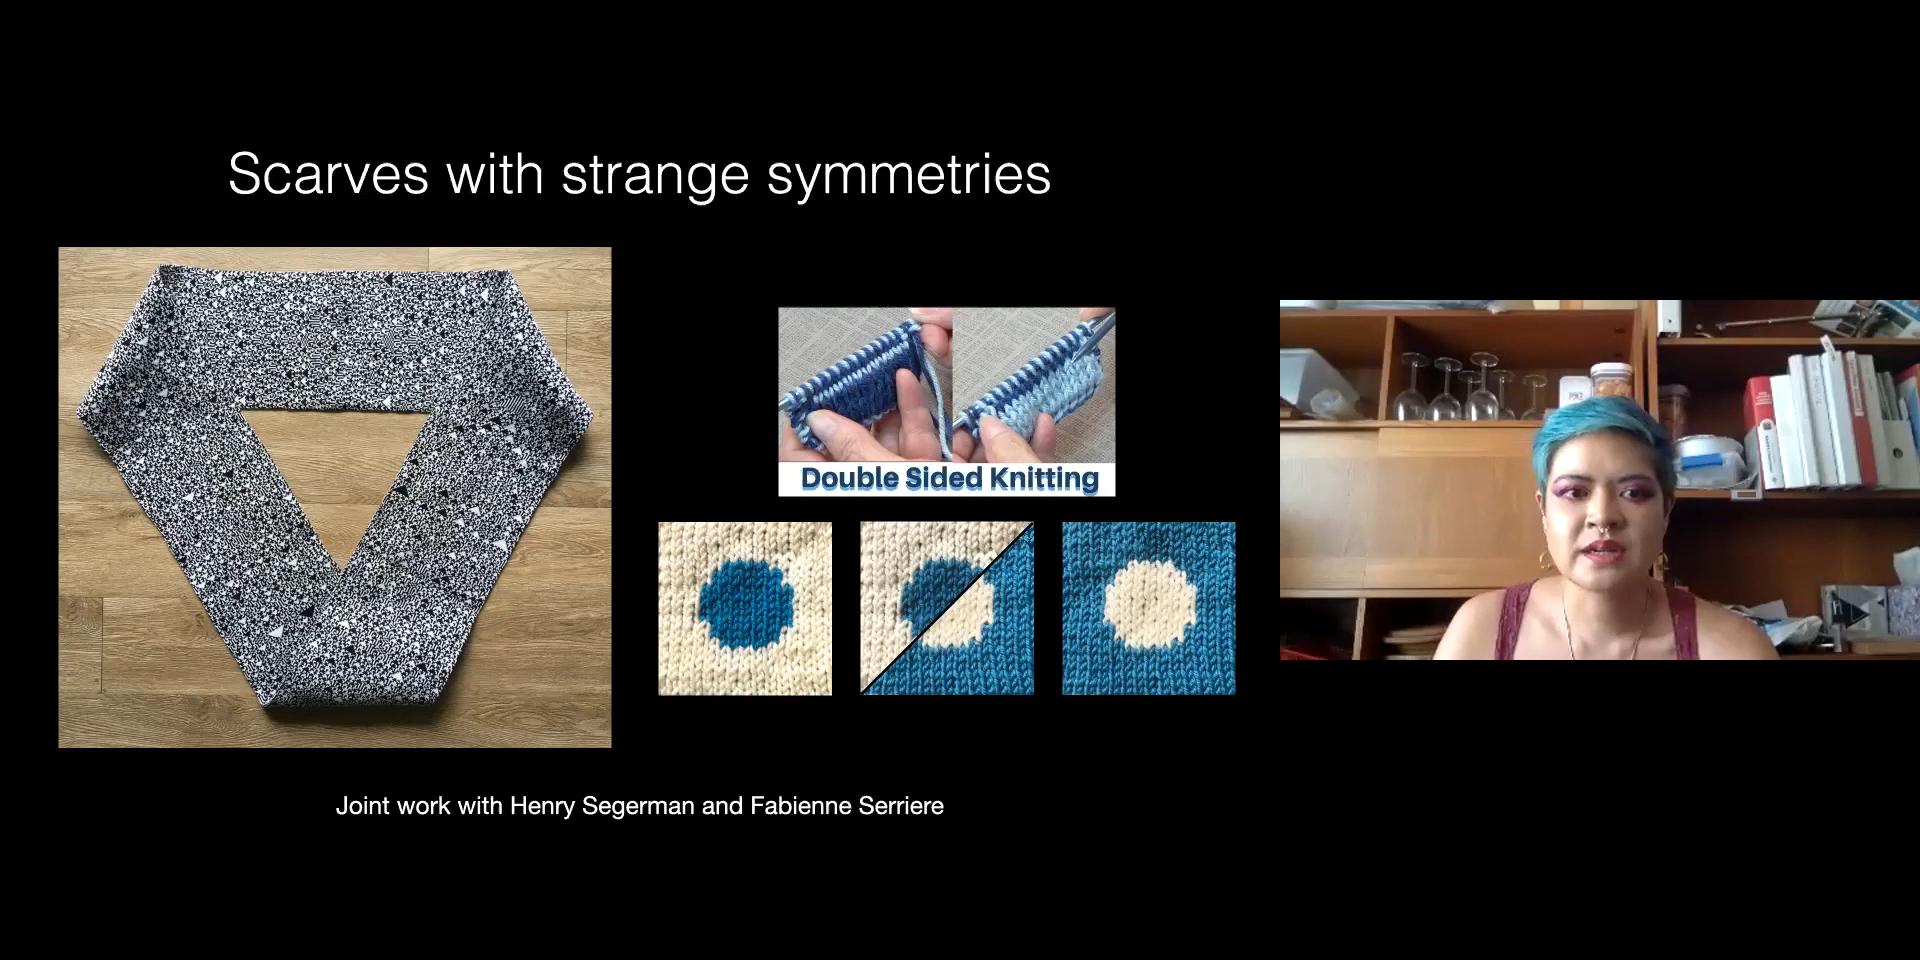 Scarves with strange symmetries
Double Sided Knitting
Joint work with Henry Segerman and Fabienne Serriere